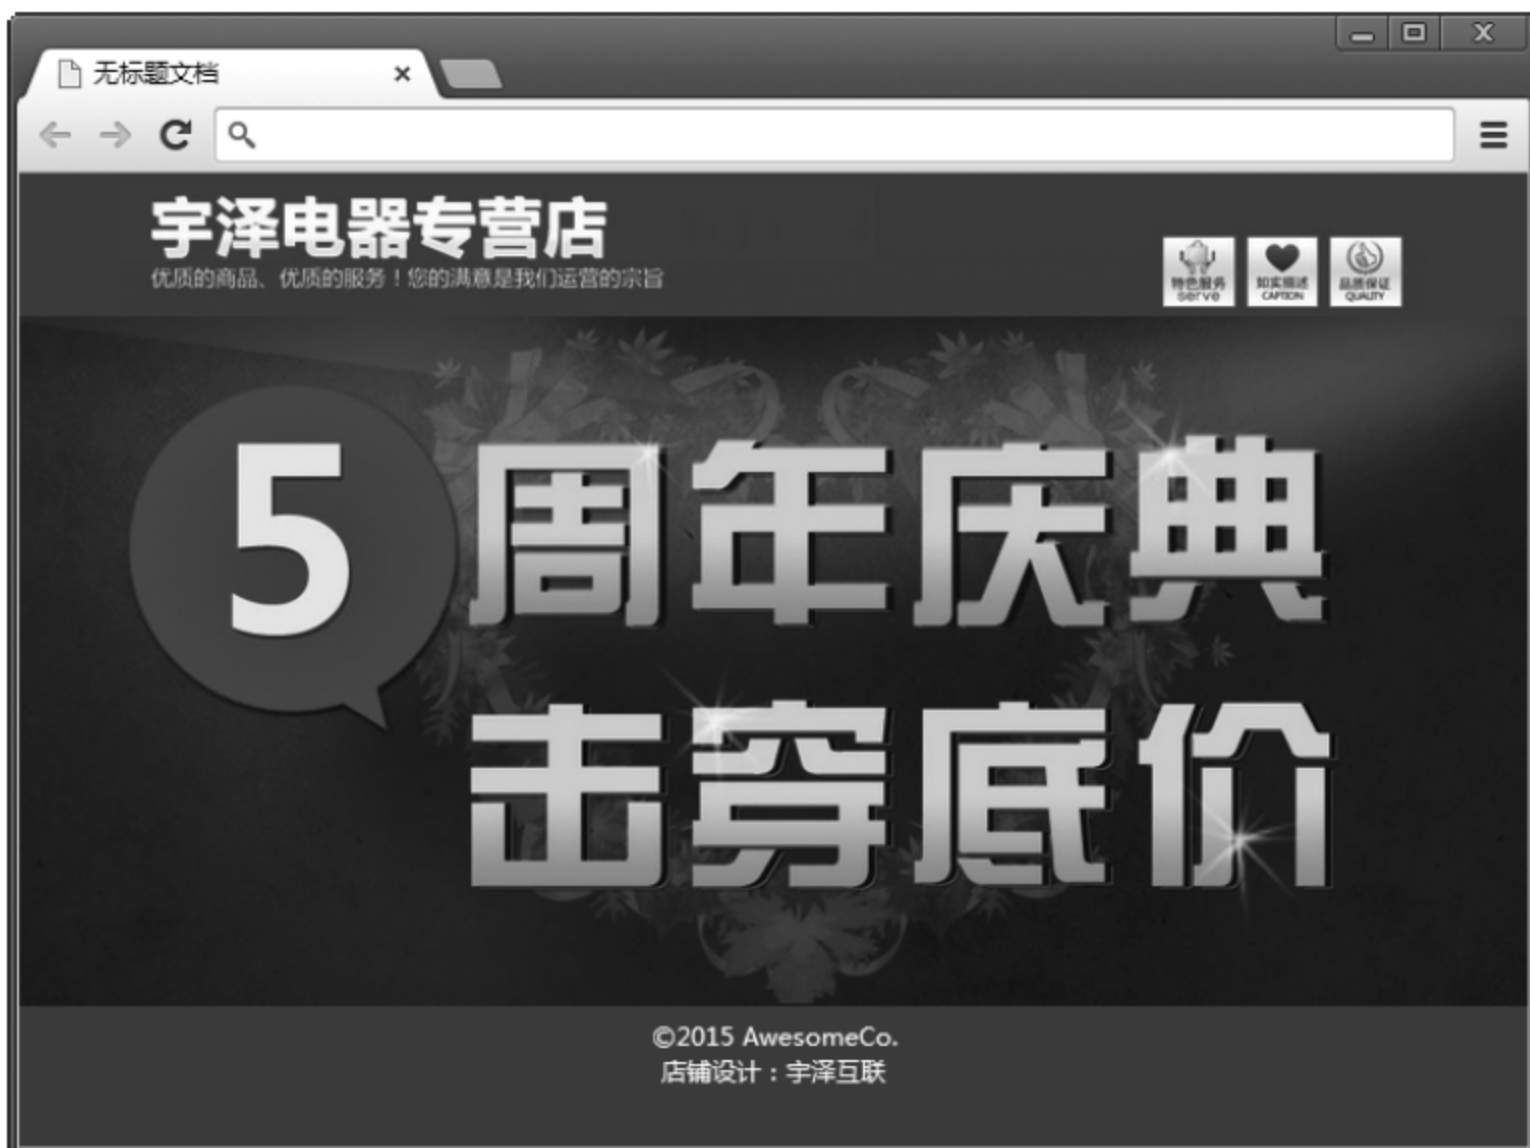 无标题文档
宇泽电器专营店
优质的商品、优质的服务！您的满意是我们运营的宗旨
特色服务
serve
如实描述
CAPTION
品质保证
QUALITY
5周年庆典
击穿底价
©2015 AwesomeCo.
店铺设计：宇泽互联